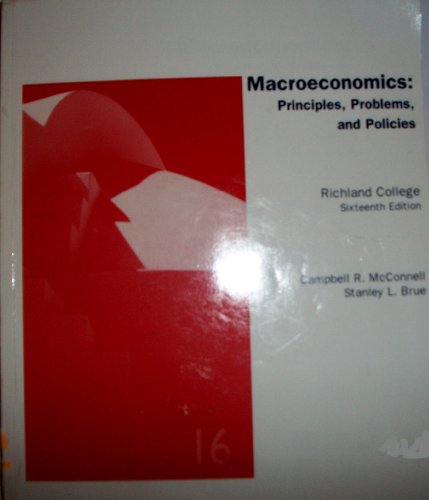 Macroeconomics:
Principles, Problems,
and Policies
Richland College
Sixteenth Edition
Campbell R. McConnell
Stanley L. Brue
16